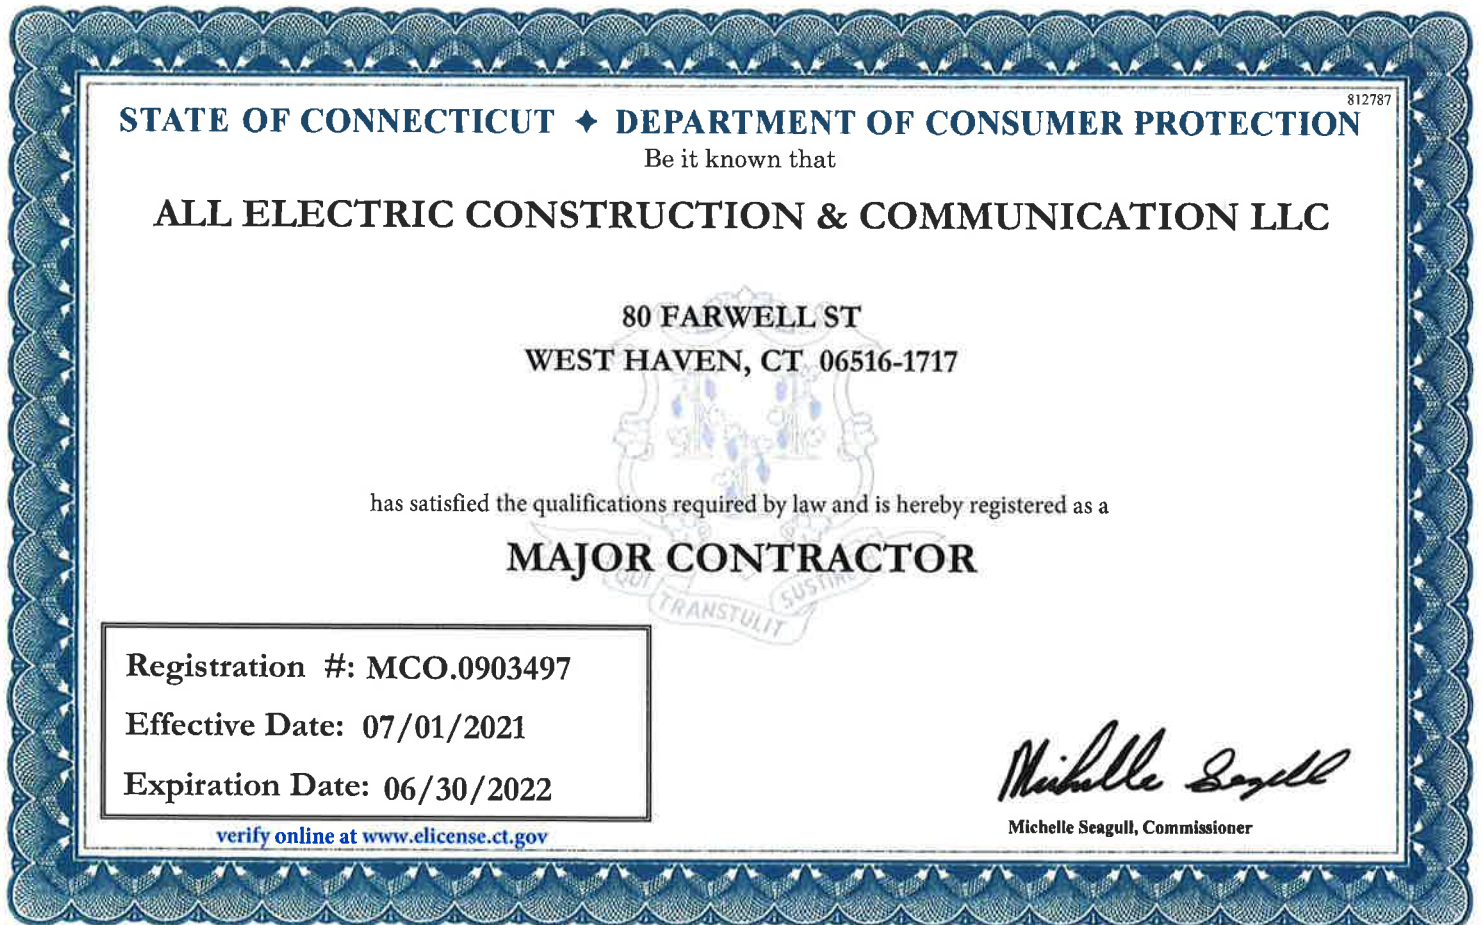 812787
STATE OF CONNECTICUT ✦ DEPARTMENT OF CONSUMER PROTECTION
Be it known that
ALL ELECTRIC CONSTRUCTION & COMMUNICATION LLC
80 FARWELL ST
WEST HAVEN, CT 06516-1717
has satisfied the qualifications required by law and is hereby registered as a
MAJOR CONTRACTOR
QUI TRANSTULIT SUSTINET
Registration #: MCO.0903497
Effective Date: 07/01/2021
Expiration Date: 06/30/2022
verify online at www.elicense.ct.gov
Michelle Seagull
Michelle Seagull, Commissioner